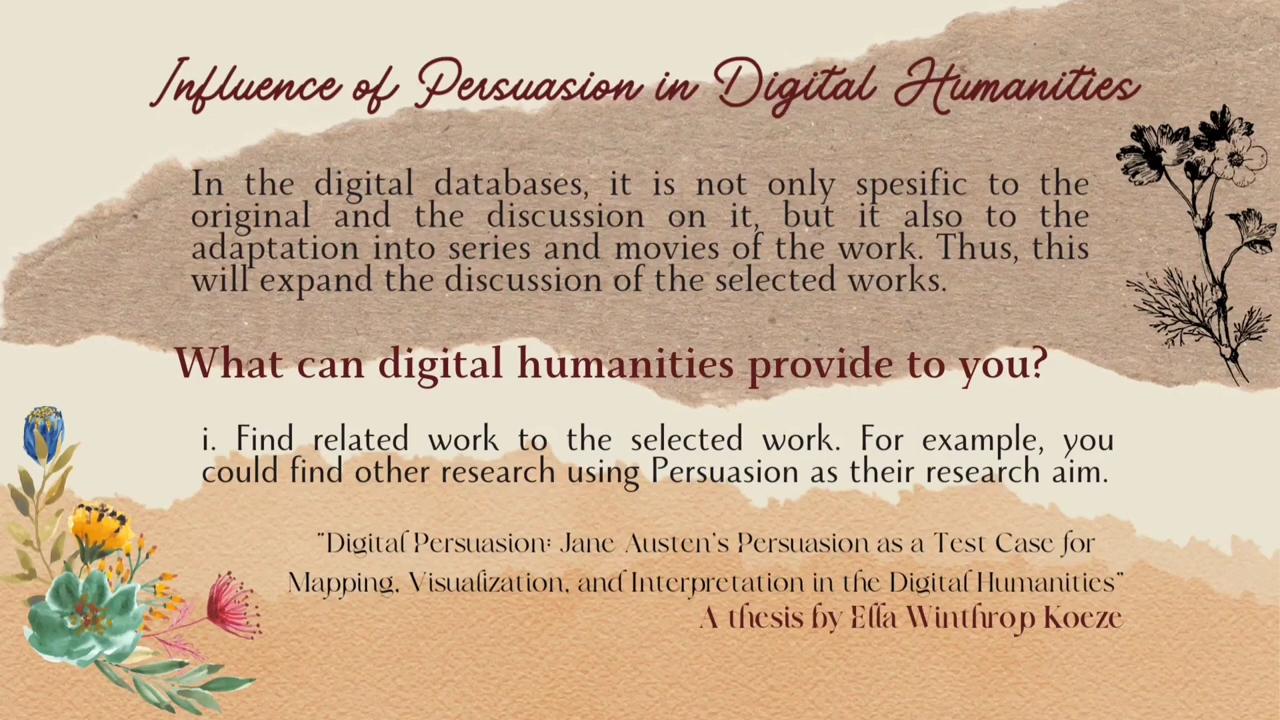 Influence of Persuasion in Digital Humanities
In the digital databases, it is not only spesific to the
original and the discussion on it, but it also to the
adaptation into series and movies of the work. Thus, this
will expand the discussion of the selected works.
What can digital humanities provide to you?
i. Find related work to the selected work. For example, you
could find other research using Persuasion as their research aim.
"Digital Persuasion: Jane Austen's Persuasion as a Test Case for
Mapping, Visualization, and Interpretation in the Digital Humanities"
A thesis by Ella Winthrop Koeze